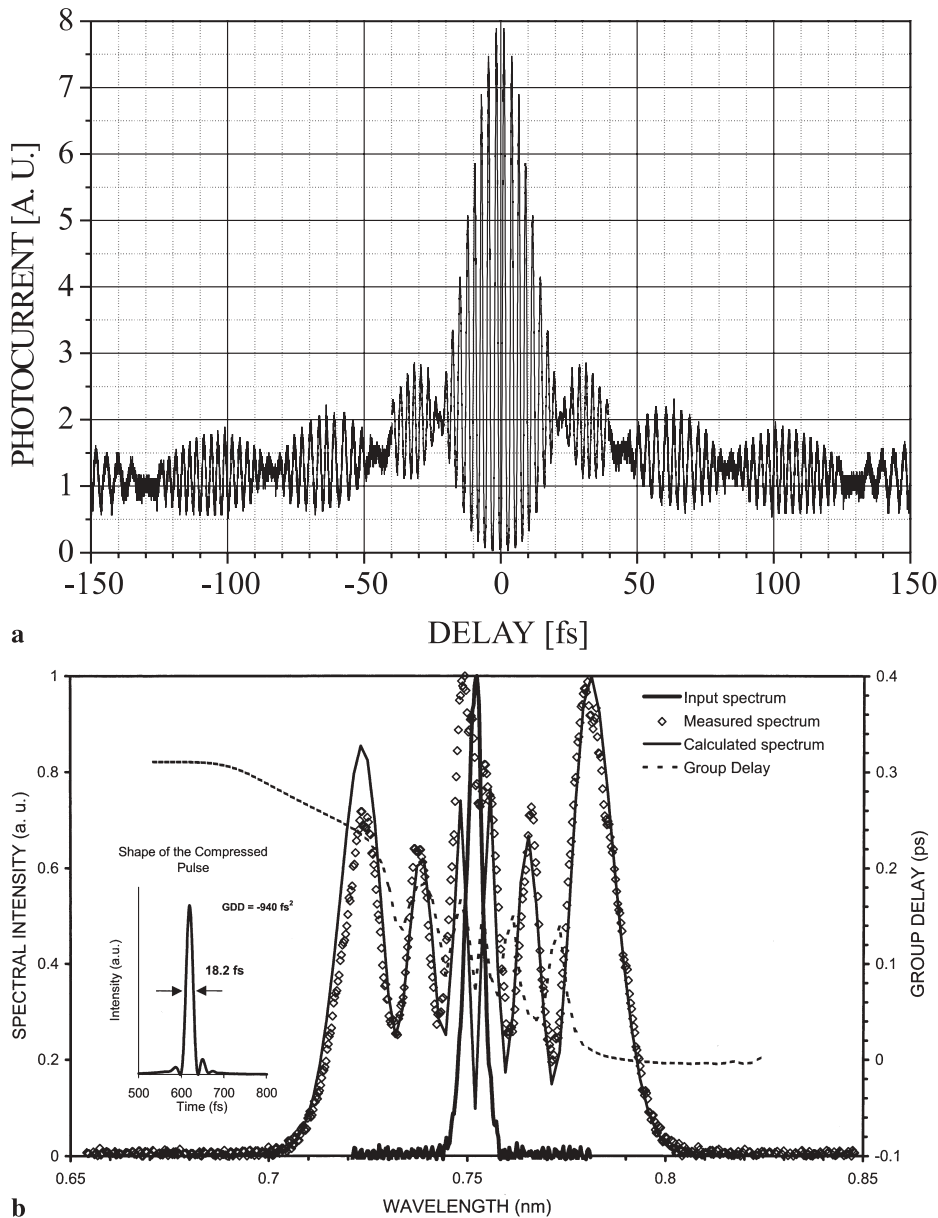 8
7
6
5
4
3
2
1
0
PHOTOCURRENT [A. U.]
-150 -100 -50 0 50 100 150
DELAY [fs]
a
1
0.8
0.6
0.4
0.2
0
SPECTRAL INTENSITY (a. u.)
Input spectrum
Measured spectrum
Calculated spectrum
Group Delay
Shape of the Compressed
Pulse
GDD = -940 fs²
18.2 fs
Intensity (a.u.)
500 600 700 800
Time (fs)
0.4
0.3
0.2
0.1
0
-0.1
GROUP DELAY (ps)
0.65 0.7 0.75 0.8 0.85
WAVELENGTH (nm)
b